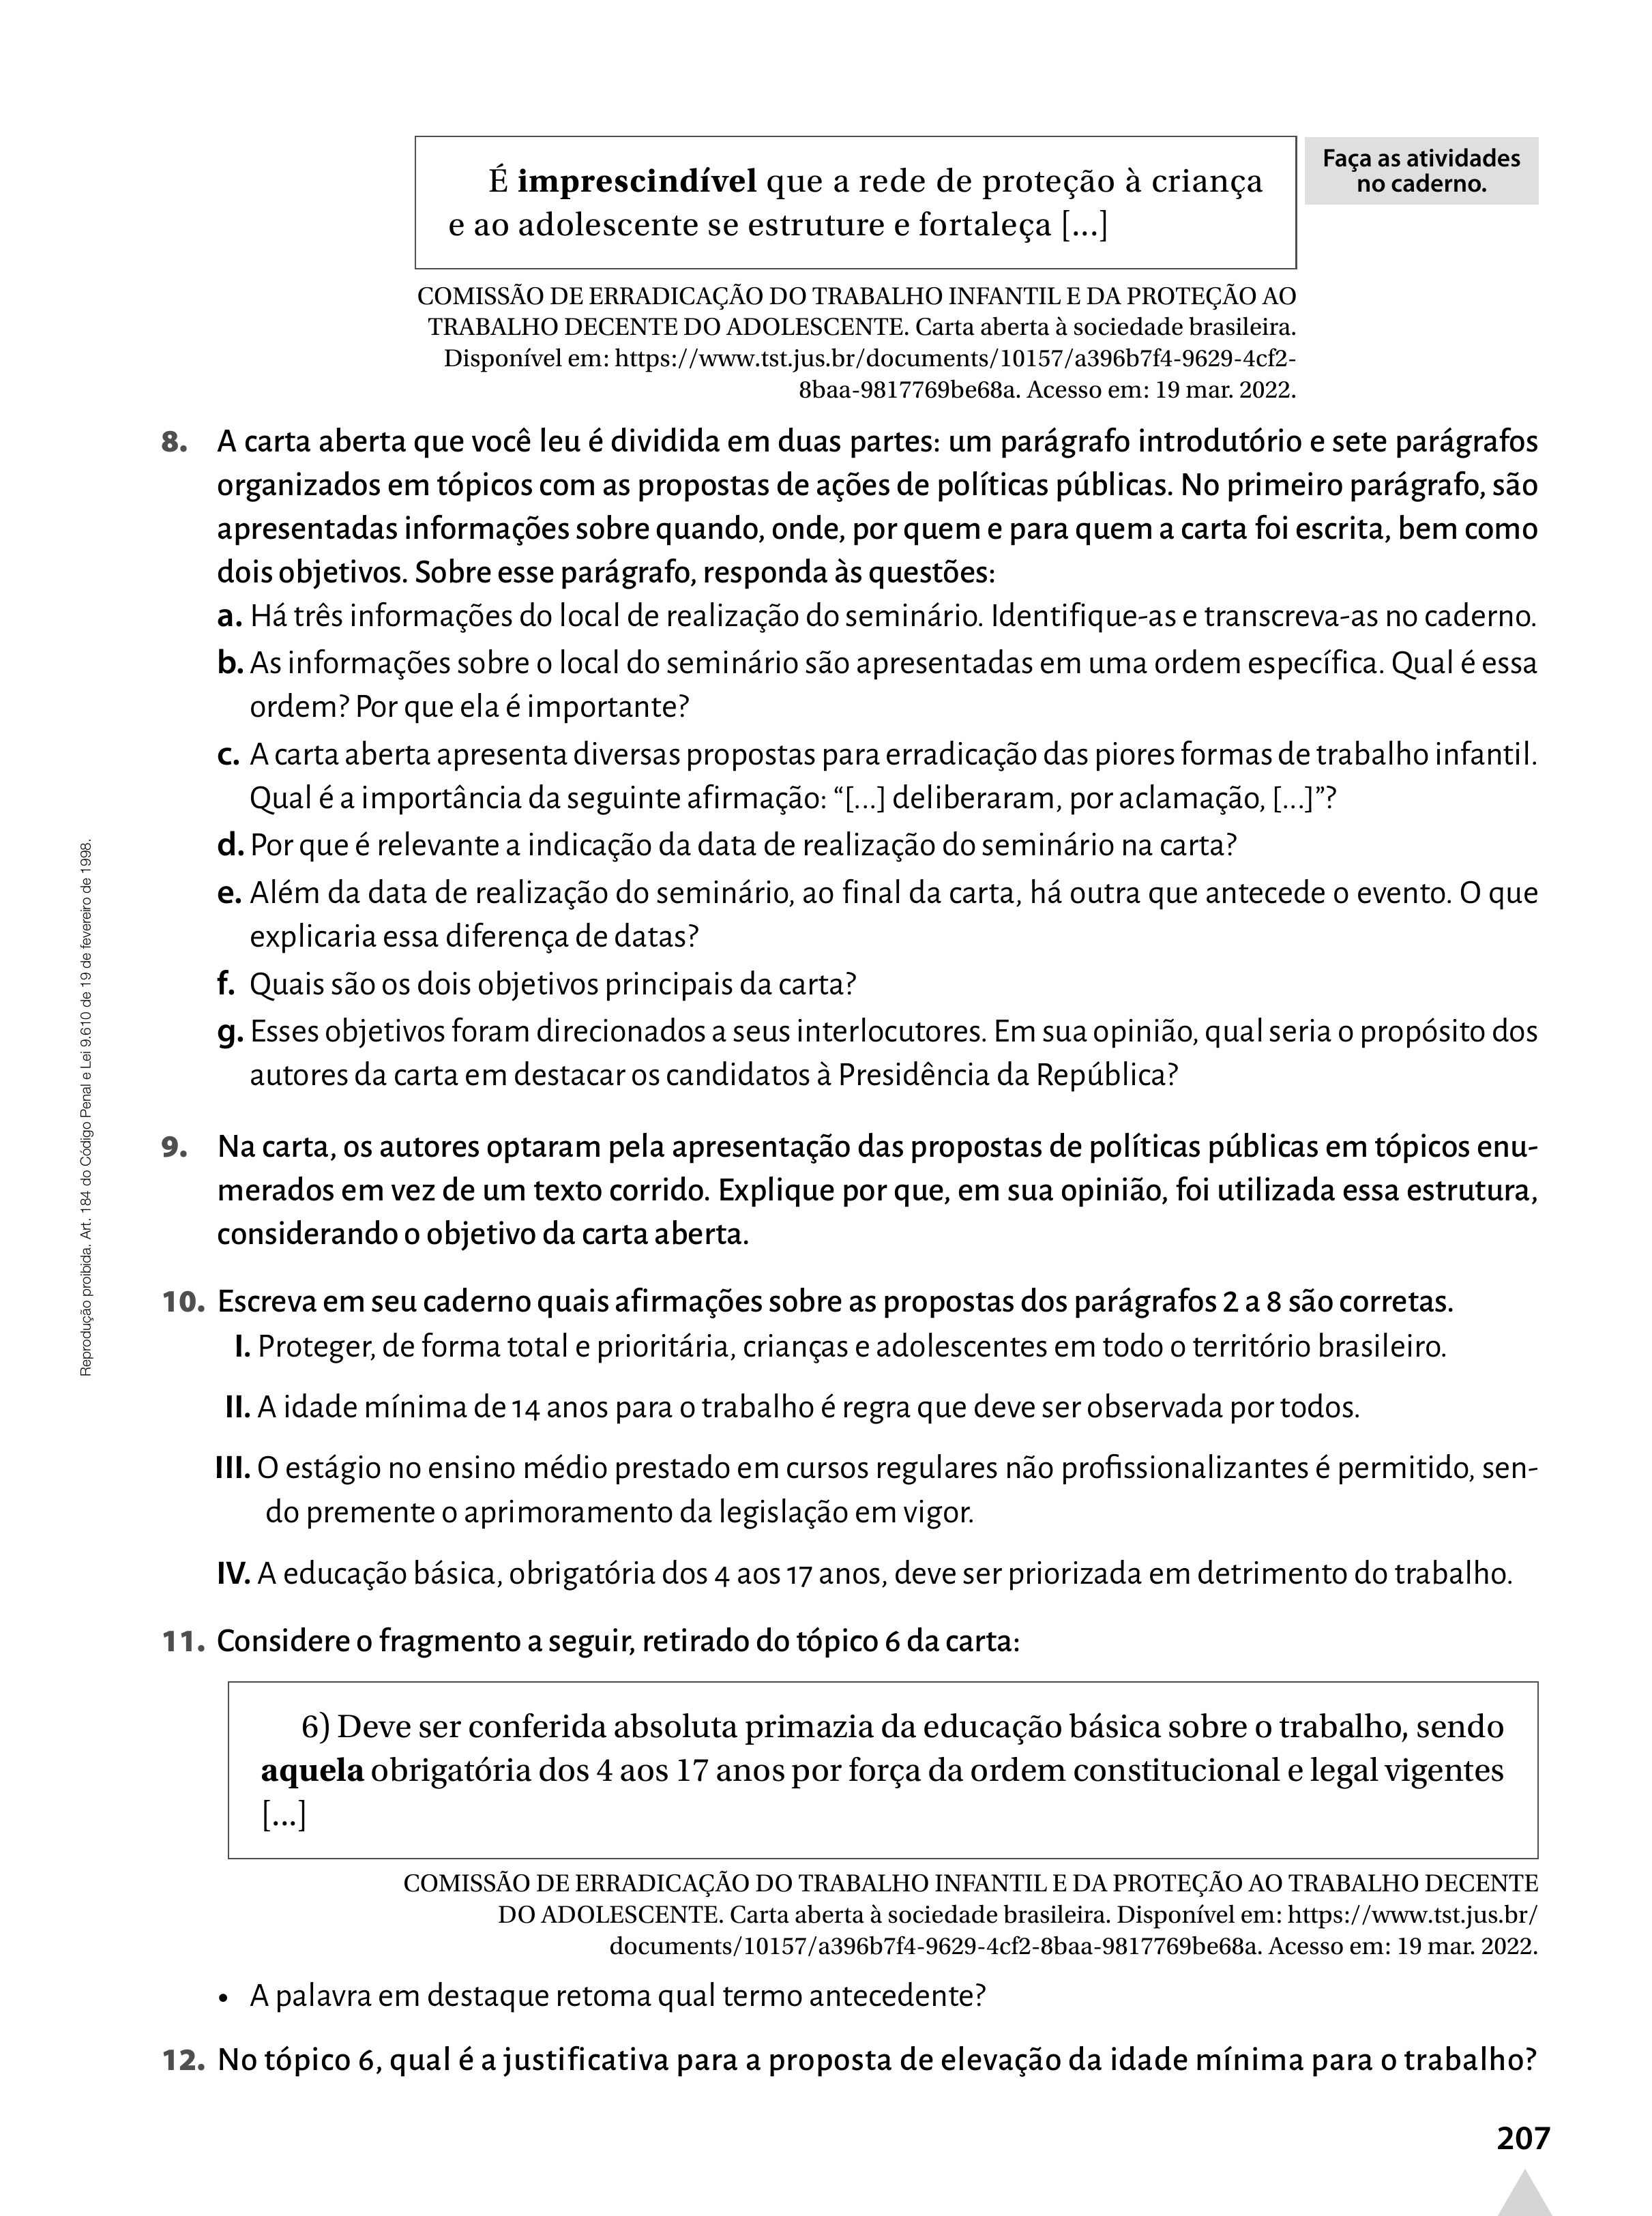 É imprescindível que a rede de proteção à criança
e ao adolescente se estruture e fortaleça [...]
Faça as atividades
no caderno.
COMISSÃO DE ERRADICAÇÃO DO TRABALHO INFANTIL E DA PROTEÇÃO AO
TRABALHO DECENTE DO ADOLESCENTE. Carta aberta à sociedade brasileira.
Disponível em: https://www.tst.jus.br/documents/10157/a396b7f4-9629-4cf2-
8baa-9817769be68a. Acesso em: 19 mar. 2022.
8. A carta aberta que você leu é dividida em duas partes: um parágrafo introdutório e sete parágrafos
organizados em tópicos com as propostas de ações de políticas públicas. No primeiro parágrafo, são
apresentadas informações sobre quando, onde, por quem e para quem a carta foi escrita, bem como
dois objetivos. Sobre esse parágrafo, responda às questões:
a. Há três informações do local de realização do seminário. Identifique-as e transcreva-as no caderno.
b. As informações sobre o local do seminário são apresentadas em uma ordem específica. Qual é essa
ordem? Por que ela é importante?
c. A carta aberta apresenta diversas propostas para erradicação das piores formas de trabalho infantil.
Qual é a importância da seguinte afirmação: “[...] deliberaram, por aclamação, [...]”?
d. Por que é relevante a indicação da data de realização do seminário na carta?
e. Além da data de realização do seminário, ao final da carta, há outra que antecede o evento. O que
explicaria essa diferença de datas?
f. Quais são os dois objetivos principais da carta?
g. Esses objetivos foram direcionados a seus interlocutores. Em sua opinião, qual seria o propósito dos
autores da carta em destacar os candidatos à Presidência da República?
9. Na carta, os autores optaram pela apresentação das propostas de políticas públicas em tópicos enu-
merados em vez de um texto corrido. Explique por que, em sua opinião, foi utilizada essa estrutura,
considerando o objetivo da carta aberta.
10. Escreva em seu caderno quais afirmações sobre as propostas dos parágrafos 2 a 8 são corretas.
I. Proteger, de forma total e prioritária, crianças e adolescentes em todo o território brasileiro.
II. A idade mínima de 14 anos para o trabalho é regra que deve ser observada por todos.
III. O estágio no ensino médio prestado em cursos regulares não profissionalizantes é permitido, sen-
do premente o aprimoramento da legislação em vigor.
IV. A educação básica, obrigatória dos 4 aos 17 anos, deve ser priorizada em detrimento do trabalho.
11. Considere o fragmento a seguir, retirado do tópico 6 da carta:
6) Deve ser conferida absoluta primazia da educação básica sobre o trabalho, sendo
aquela obrigatória dos 4 aos 17 anos por força da ordem constitucional e legal vigentes
[...]
COMISSÃO DE ERRADICAÇÃO DO TRABALHO INFANTIL E DA PROTEÇÃO AO TRABALHO DECENTE
DO ADOLESCENTE. Carta aberta à sociedade brasileira. Disponível em: https://www.tst.jus.br/
documents/10157/a396b7f4-9629-4cf2-8baa-9817769be68a. Acesso em: 19 mar. 2022.
• A palavra em destaque retoma qual termo antecedente?
12. No tópico 6, qual é a justificativa para a proposta de elevação da idade mínima para o trabalho?
207
Reprodução proibida. Art. 184 do Código Penal e Lei 9.610 de 19 de fevereiro de 1998.